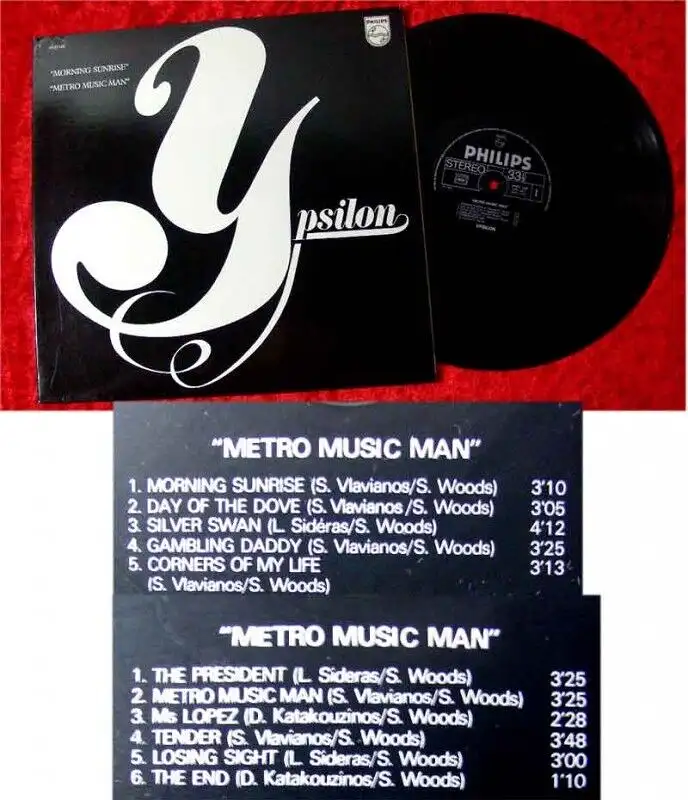 PHILIPS
"MORNING SUNRISE"
"METRO MUSIC MAN"
Ypsilon
PHILIPS
STEREO 33⅓
1
"METRO MUSIC MAN"
YPSILON
"METRO MUSIC MAN"
1. MORNING SUNRISE (S. Vlavianos/S. Woods) 3'10
2. DAY OF THE DOVE (S. Vlavianos/S. Woods) 3'05
3. SILVER SWAN (L. Sidéras/S. Woods) 4'12
4. GAMBLING DADDY (S. Vlavianos/S. Woods) 3'25
5. CORNERS OF MY LIFE 3'13
(S. Vlavianos/S. Woods)
"METRO MUSIC MAN"
1. THE PRESIDENT (L. Sideras/S. Woods) 3'25
2. METRO MUSIC MAN (S. Vlavianos/S. Woods) 3'25
3. Ms LOPEZ (D. Katakouzinos/S. Woods) 2'28
4. TENDER (S. Vlavianos/S. Woods) 3'48
5. LOSING SIGHT (L. Sideras/S. Woods) 3'00
6. THE END (D. Katakouzinos/S. Woods) 1'10